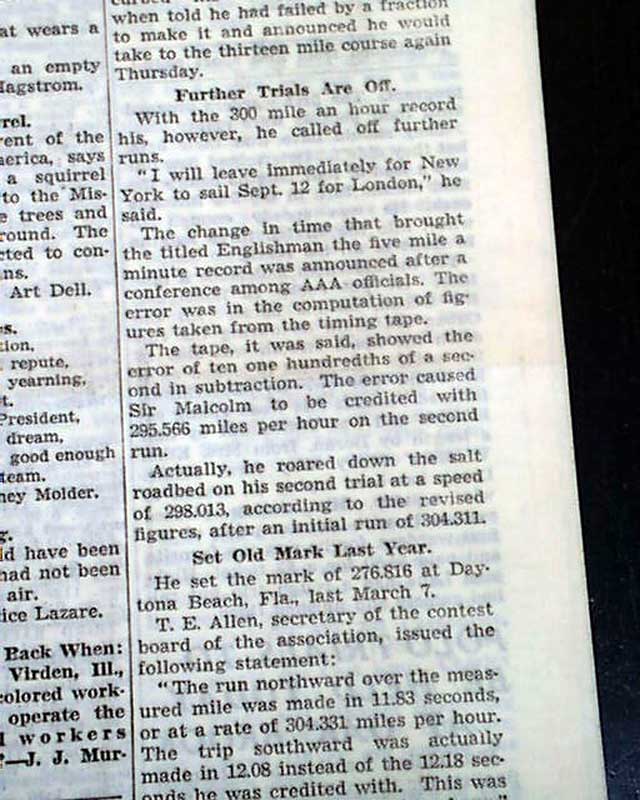 at wears a
an empty
Hagstrom.
rel.
rent of the
merica, says
a squirrel
to the Mis-
e trees and
round. The
cted to con-
ns.
Art Dell.
s.
tion,
repute,
yearning,
t.
President,
dream,
good enough
team.
ney Molder.
g.
ld have been
had not been
air.
ice Lazare.
Back When:
Virden, Ill.,
colored work-
operate the
l workers
—J. J. Mur-
when told he had failed by a fraction
to make it and announced he would
take to the thirteen mile course again
Thursday.
Further Trials Are Off.
With the 300 mile an hour record
his, however, he called off further
runs.
"I will leave immediately for New
York to sail Sept. 12 for London," he
said.
The change in time that brought
the titled Englishman the five mile a
minute record was announced after a
conference among AAA officials. The
error was in the computation of fig-
ures taken from the timing tape.
The tape, it was said, showed the
error of ten one hundredths of a sec-
ond in subtraction. The error caused
Sir Malcolm to be credited with
295.566 miles per hour on the second
run.
Actually, he roared down the salt
roadbed on his second trial at a speed
of 298.013, according to the revised
figures, after an initial run of 304.311.
Set Old Mark Last Year.
He set the mark of 276.816 at Day-
tona Beach, Fla., last March 7.
T. E. Allen, secretary of the contest
board of the association, issued the
following statement:
"The run northward over the meas-
ured mile was made in 11.83 seconds,
or at a rate of 304.331 miles per hour.
The trip southward was actually
made in 12.08 instead of the 12.18 sec-
onds he was credited with. This was